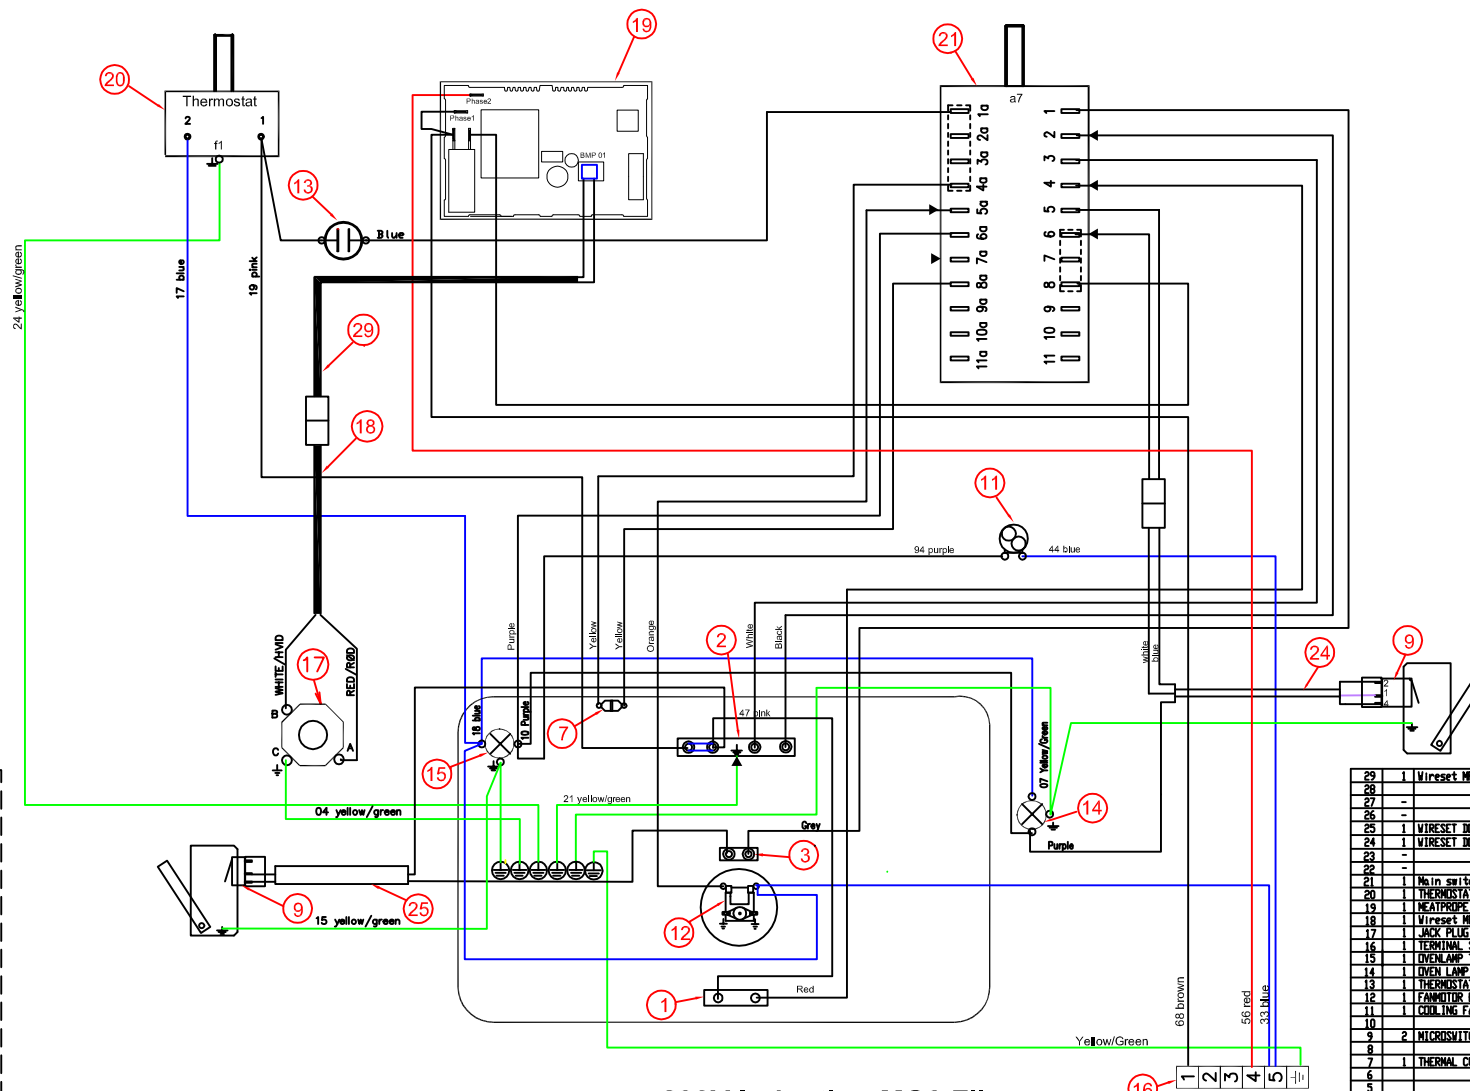 19
21
20
Thermostat
2
1
f1
Phase2
Phase1
BMP 01
a7
1a
2a
3a
4a
5a
6a
7a
8a
9a
10a
11a
1
2
3
4
5
6
7
8
9
10
11
13
Blue
24 yellow/green
17 blue
19 pink
29
18
11
94 purple
44 blue
WHITE/HVID
RED/RØD
17
B
C
A
Purple
Yellow
Yellow
Orange
2
White
Black
white
blue
24
9
2
1
4
18 blue
10 Purple
7
47 pink
15
07 Yellow/Green
14
Purple
04 yellow/green
21 yellow/green
Grey
3
9
25
15 yellow/green
12
1
Red
68 brown
56 red
33 blue
Yellow/Green
16
1
2
3
4
5
29 1 Wireset
28
27 -
26 -
25 1 WIRESET
24 1 WIRESET
23 -
22 -
21 1 Main
20 1
19 1 MEATPROPE
18 1 Wireset
17 1 JACK PLUG
16 1 TERMINAL
15 1 OVENLAMP
14 1 OVEN LAMP
13 1
12 1 FANMOTOR
11 1 COOLING
10
9 2
8
7 1 THERMAL
6
5